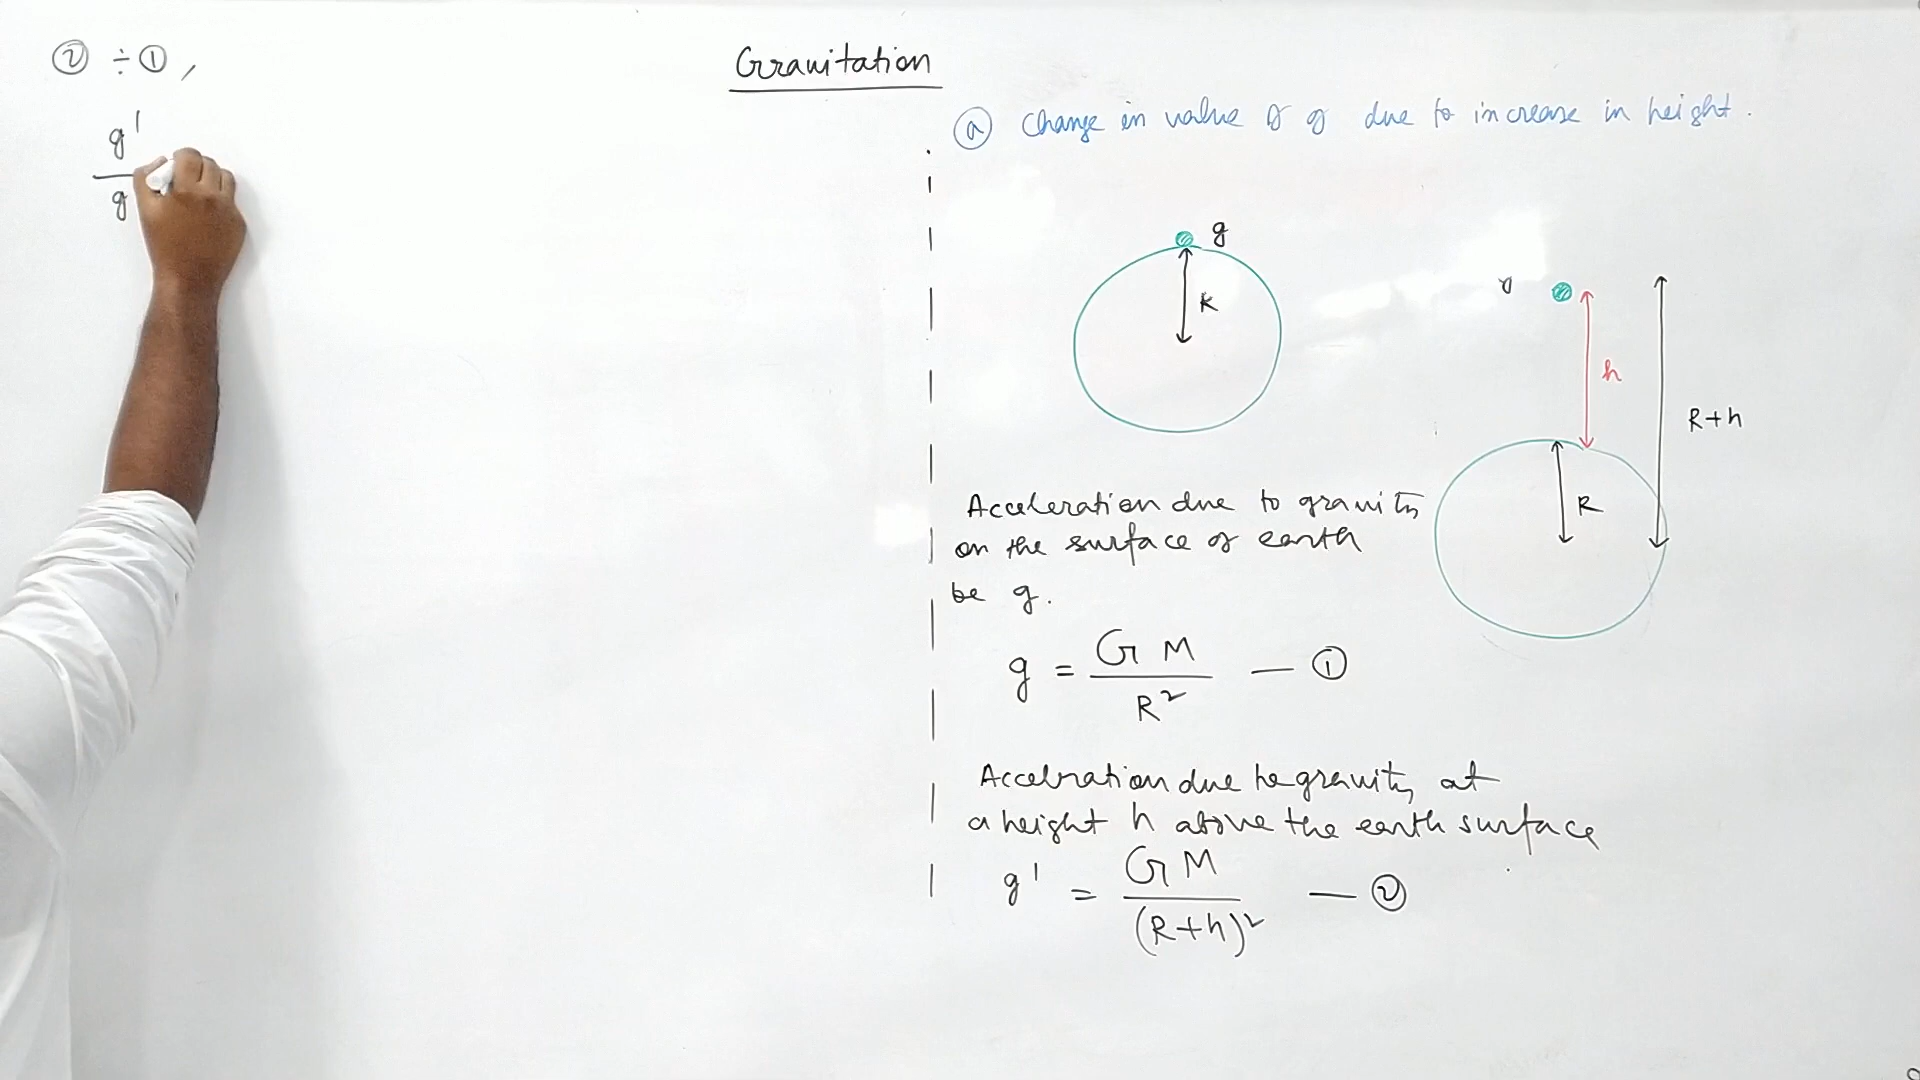 Gravitation
② ÷ ①,
g'
g
ⓐ Change in value of g due to increase in height.
g
R
h
R+h
R
Acceleration due to gravity
on the surface of earth
be g.
g = GM/R² — ①
Acceleration due to gravity at
a height h above the earth surface
g' = GM/(R+h)² — ②